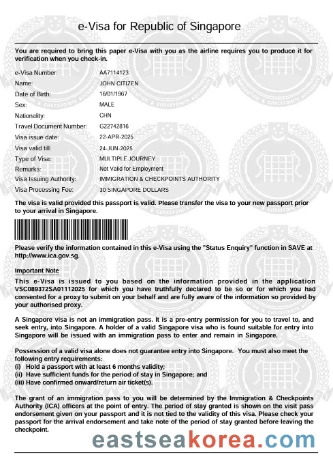 e-Visa for Republic of Singapore
You are required to bring this paper e-Visa with you as the airline requires you to produce it for
verification when you check-in.
e-Visa Number: AA7114123
Name: JOHN CITIZEN
Date of Birth: 16/01/1967
Sex: MALE
Nationality: CHN
Travel Document Number: G22742816
Visa issue date: 22-APR-2025
Visa valid till 24-JUN-2025
Type of Visa: MULTIPLE JOURNEY
Remarks: Not Valid for Employment
Visa Issuing Authority: IMMIGRATION & CHECKPOINTS AUTHORITY
Visa Processing Fee: 30 SINGAPORE DOLLARS
The visa is valid provided this passport is valid. Please transfer the visa to your new passport prior
to your arrival in Singapore.
Please verify the information contained in this e-Visa using the "Status Enquiry" function in SAVE at
http://www.ica.gov.sg.
Important Note
This e-Visa is issued to you based on the information provided in the application
VSC089372SA01112025 for which you have truthfully declared to be so or for which you had
consented for a proxy to submit on your behalf and are fully aware of the information so provided by
your authorised proxy.
A Singapore visa is not an immigration pass. It is a pre-entry permission for you to travel to, and
seek entry, into Singapore. A holder of a valid Singapore visa who is found suitable for entry into
Singapore will be issued with an immigration pass to enter and remain in Singapore.
Possession of a valid visa alone does not guarantee entry into Singapore. You must also meet the
following entry requirements:
(i) Hold a passport with at least 6 months validity;
(ii) Have sufficient funds for the period of stay in Singapore; and
(iii) Have confirmed onward/return air ticket(s).
The grant of an immigration pass to you will be determined by the Immigration & Checkpoints
Authority (ICA) officers at the point of entry. The period of stay granted is shown on the visit pass
endorsement given on your passport and it is not tied to the validity of this visa. Please check your
passport for the arrival endorsement and take note of the period of stay granted before leaving the
checkpoint.
eastseakorea.com